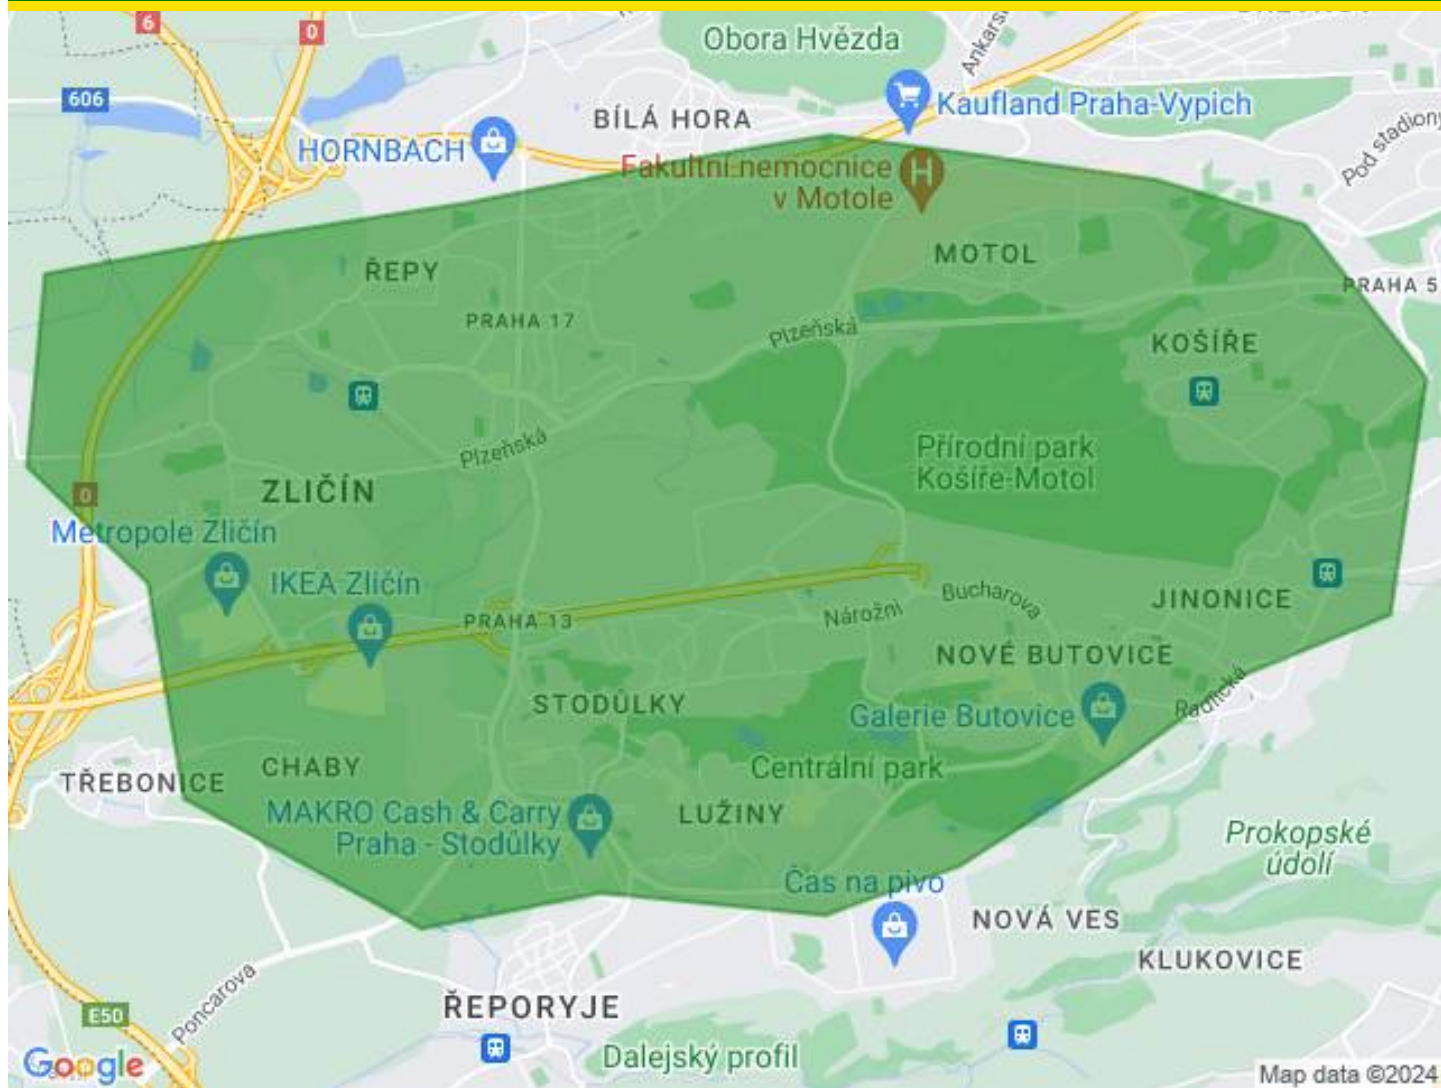 6
0
Obora Hvězda
606
BÍLÁ HORA
Kaufland Praha-Vypich
HORNBACH
Pod stadiony
Fakultní nemocnice
v Motole
MOTOL
ŘEPY
PRAHA 5
PRAHA 17
Plzeňská
KOŠÍŘE
Plzeňská
Přírodní park
Košíře-Motol
ZLIČÍN
0
Metropole Zličín
IKEA Zličín
Bucharova
JINONICE
Nárožní
PRAHA 13
NOVÉ BUTOVICE
STODŮLKY
Radlická
Galerie Butovice
CHABY
Centrální park
TŘEBONICE
MAKRO Cash & Carry
Praha - Stodůlky
LUŽINY
Prokopské
údolí
Čas na pivo
NOVÁ VES
KLUKOVICE
Poncarova
ŘEPORYJE
E50
Google
Dalejský profil
Map data ©2024